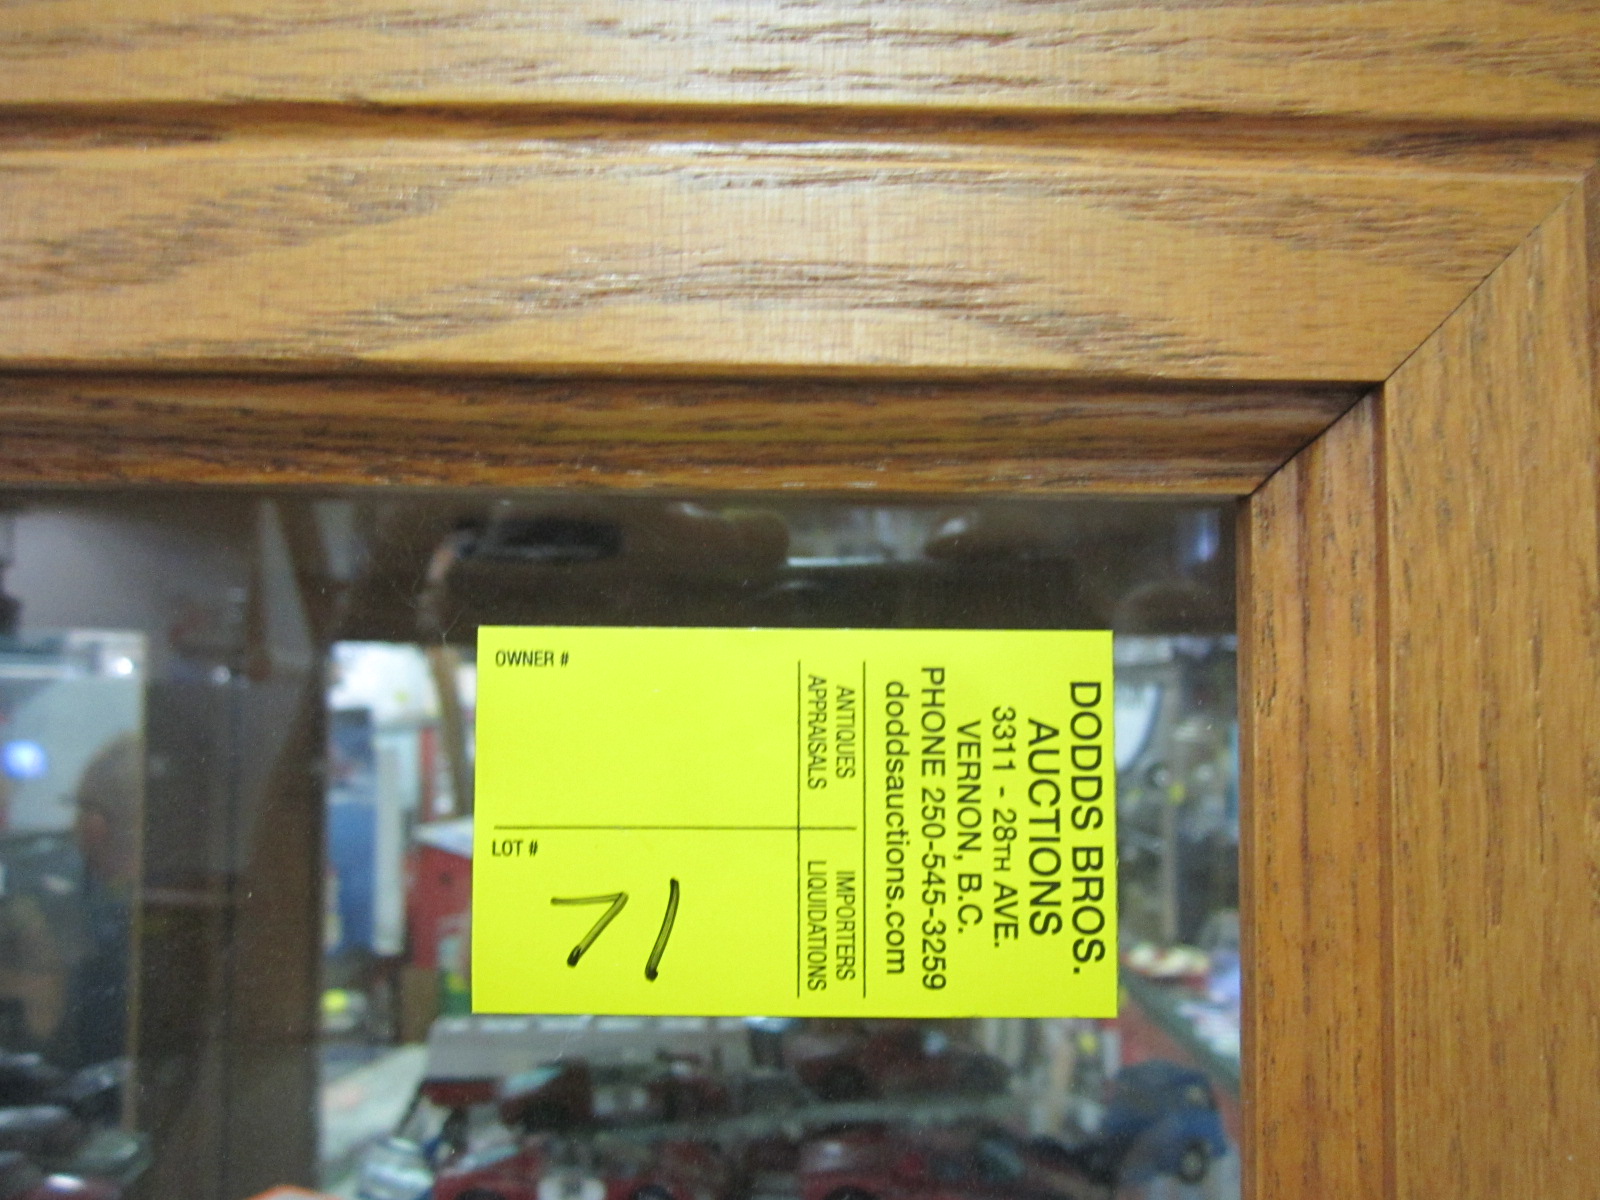 DODDS BROS.
AUCTIONS
3311 - 28TH AVE.
VERNON, B.C.
PHONE 250-545-3259
doddsauctions.com
ANTIQUES IMPORTERS
APPRAISALS LIQUIDATIONS
OWNER #
LOT #
71